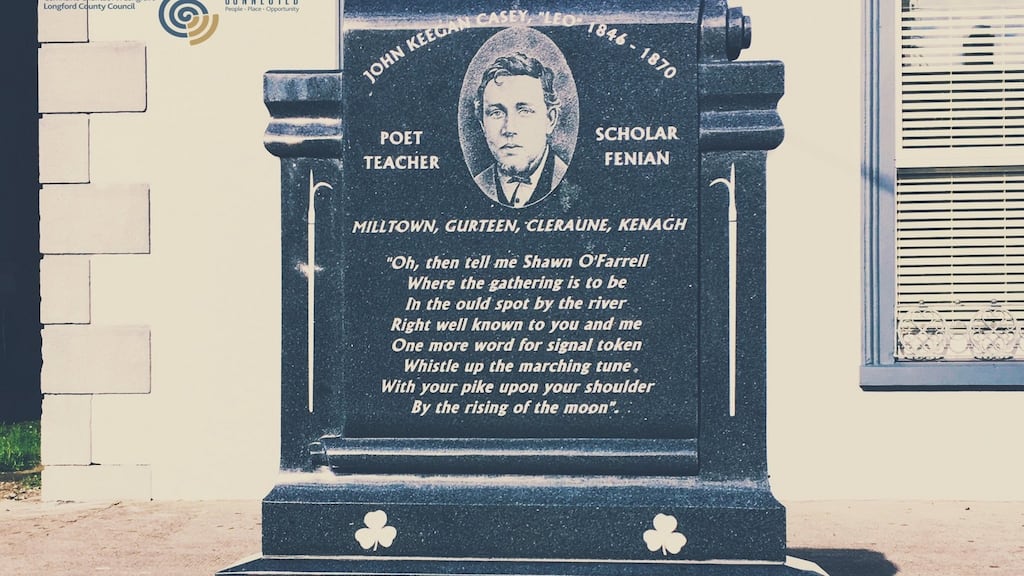 Longford County Council
People · Place · Opportunity
JOHN KEEGAN CASEY, "LEO" 1846 - 1870
POET
TEACHER
SCHOLAR
FENIAN
MILLTOWN, GURTEEN, CLERAUNE, KENAGH
"Oh, then tell me Shawn O'Farrell
Where the gathering is to be
In the ould spot by the river
Right well known to you and me
One more word for signal token
Whistle up the marching tune.
With your pike upon your shoulder
By the rising of the moon".